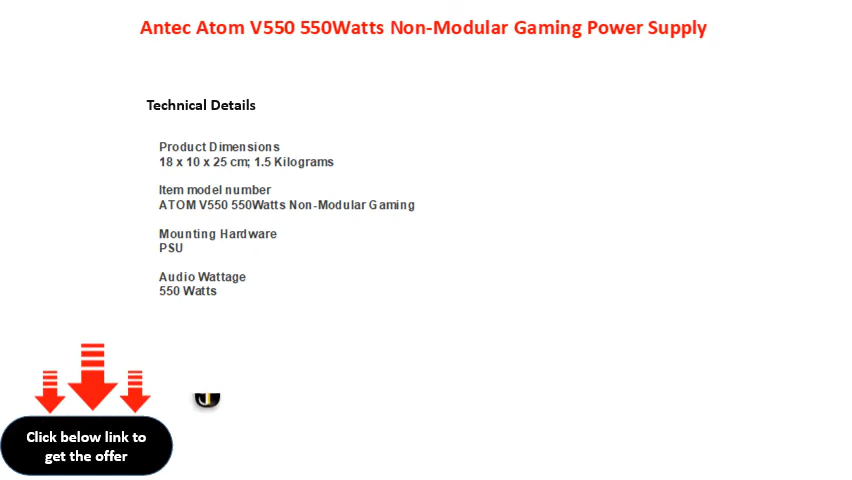 Antec Atom V550 550Watts Non-Modular Gaming Power Supply
Technical Details
Product Dimensions
18 x 10 x 25 cm; 1.5 Kilograms
Item model number
ATOM V550 550Watts Non-Modular Gaming
Mounting Hardware
PSU
Audio Wattage
550 Watts
Click below link to
get the offer